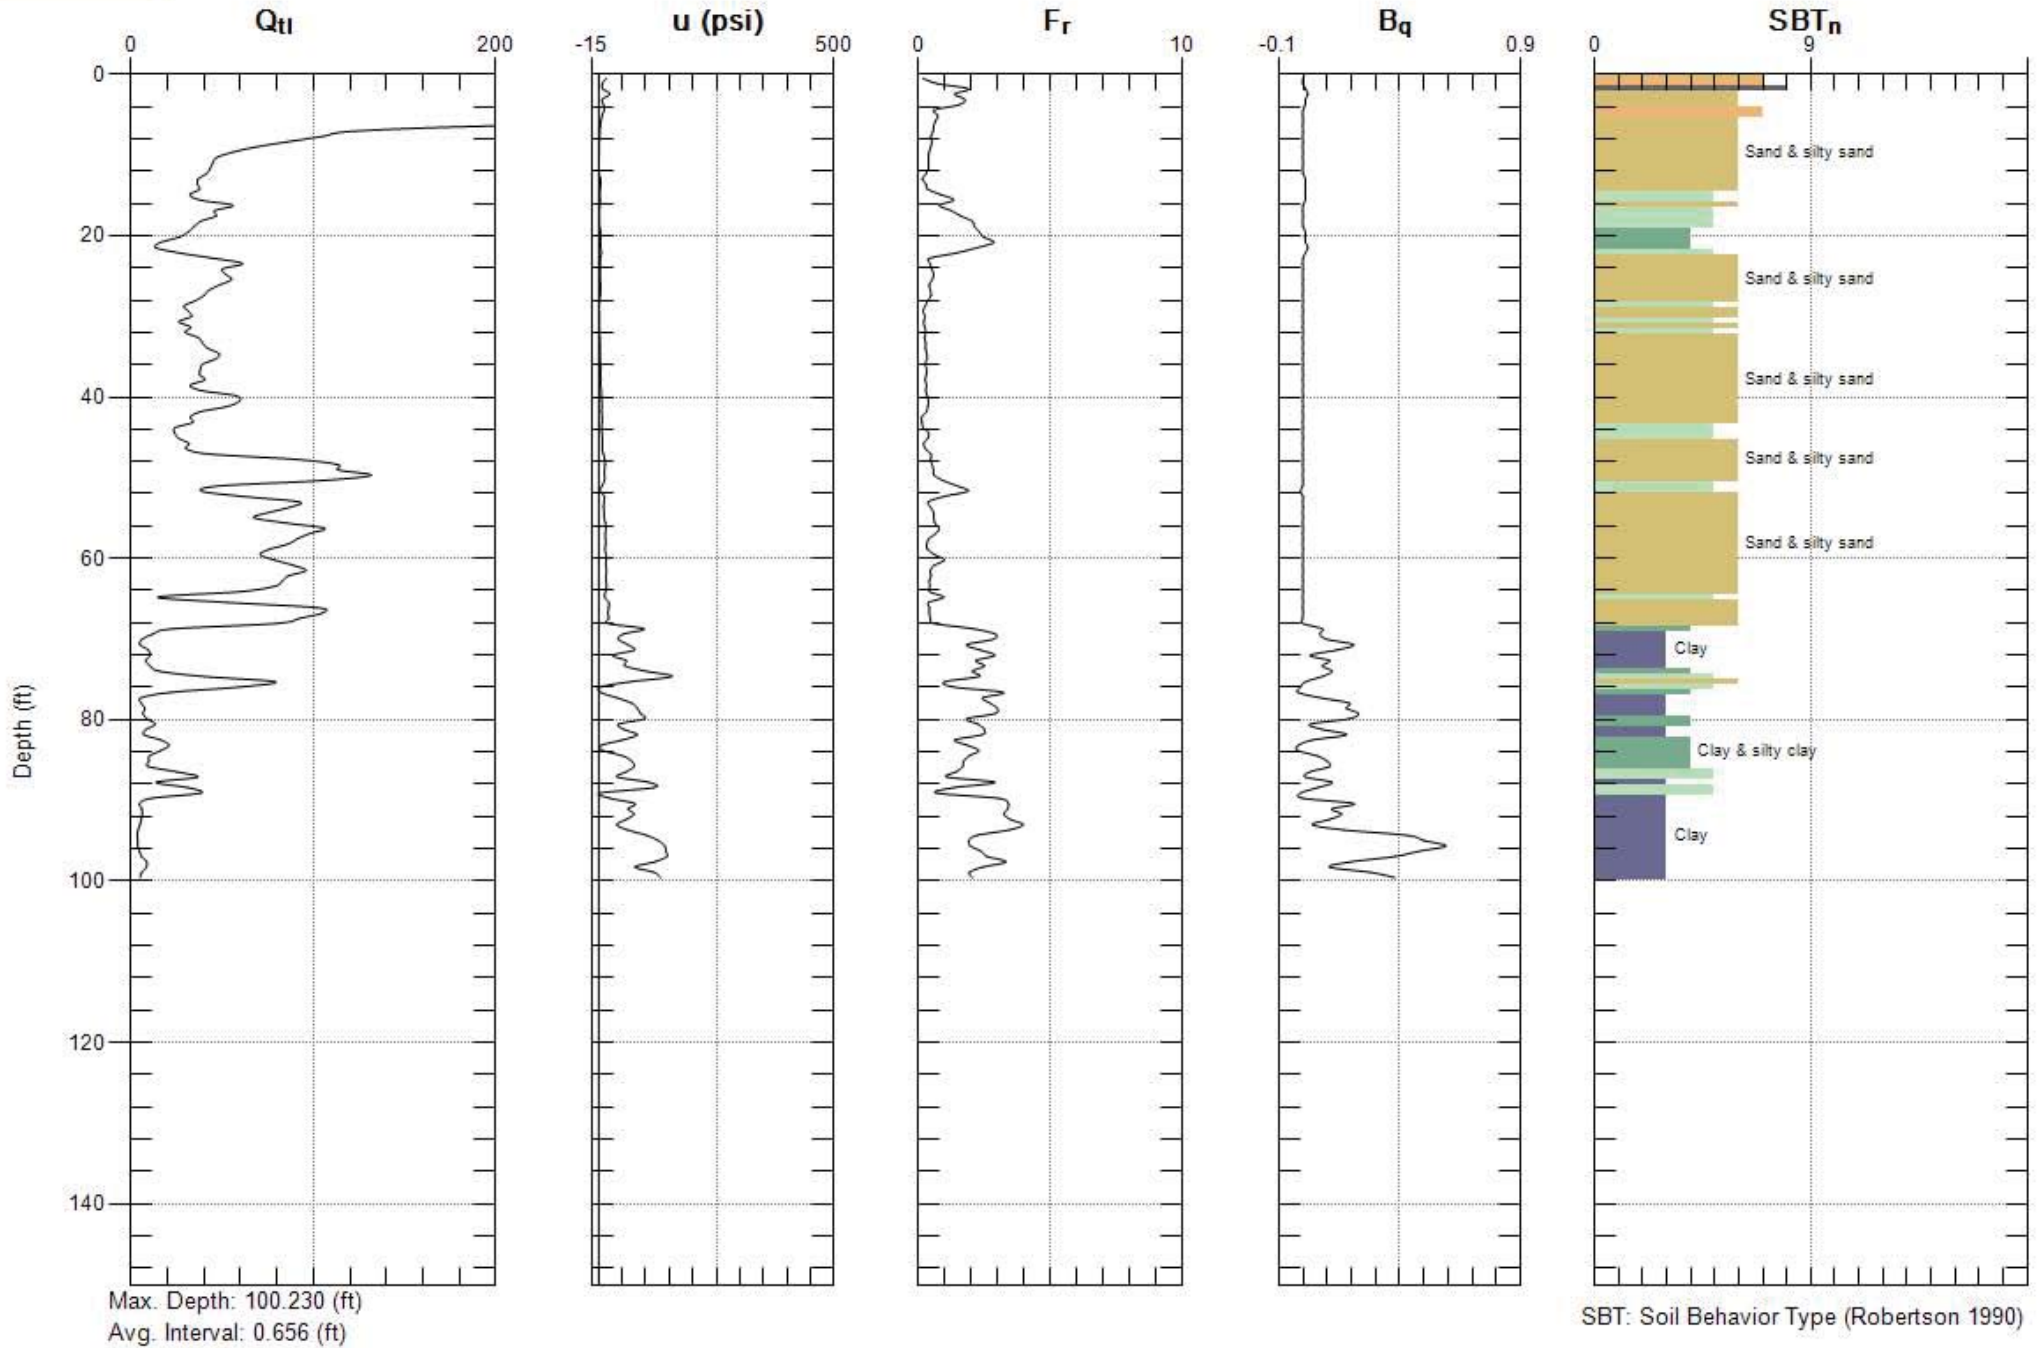 Qtl
u (psi)
Fr
Bq
SBTn
0 200
-15 500
0 10
-0.1 0.9
0 9
0
20
40
60
80
100
120
140
Depth (ft)
Sand & silty sand
Sand & silty sand
Sand & silty sand
Sand & silty sand
Sand & silty sand
Clay
Clay & silty clay
Clay
Max. Depth: 100.230 (ft)
Avg. Interval: 0.656 (ft)
SBT: Soil Behavior Type (Robertson 1990)